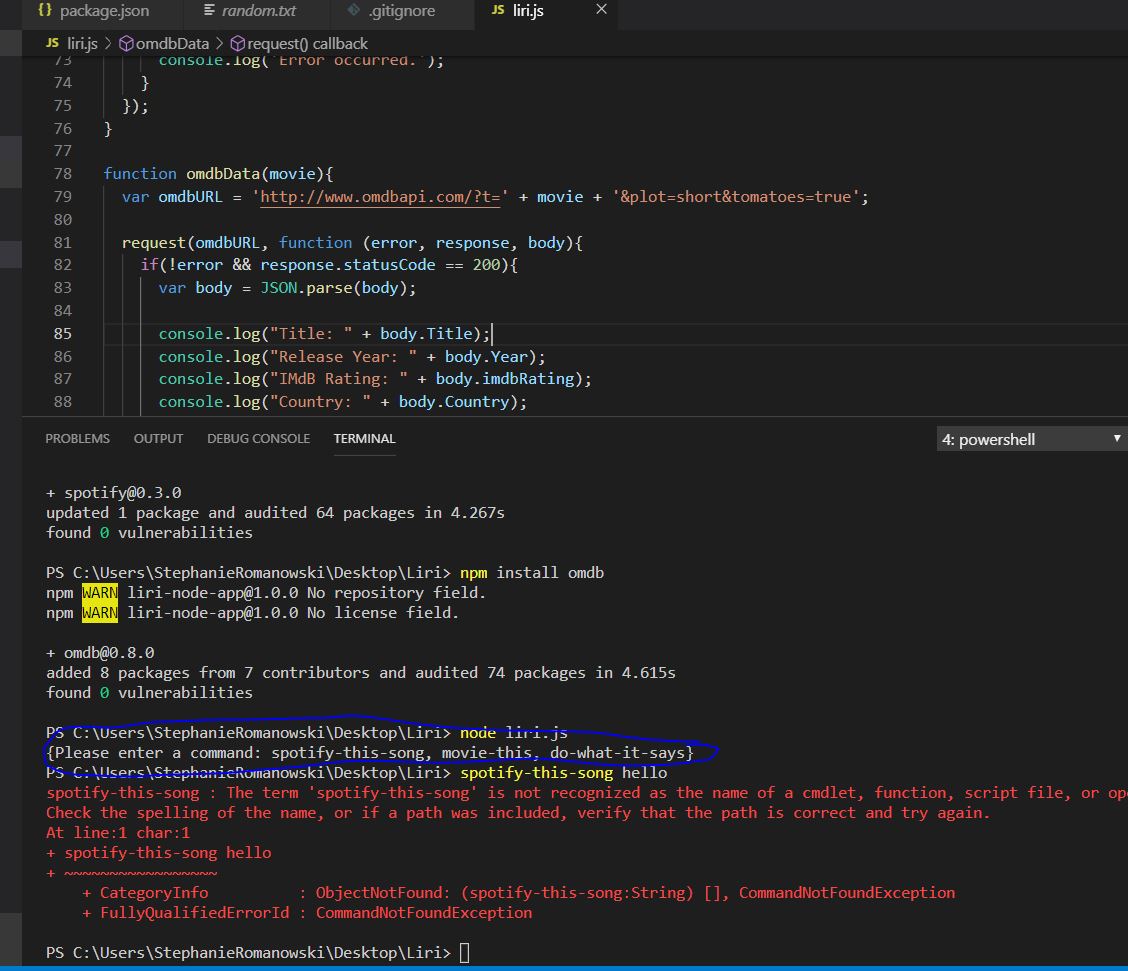 {} package.json random.txt .gitignore JS liri.js
JS liri.js > omdbData > request() callback
73 console.log('Error occurred.');
74 }
75 });
76 }
77
78 function omdbData(movie){
79 var omdbURL = 'http://www.omdbapi.com/?t=' + movie + '&plot=short&tomatoes=true';
80
81 request(omdbURL, function (error, response, body){
82 if(!error && response.statusCode == 200){
83 var body = JSON.parse(body);
84
85 console.log("Title: " + body.Title);
86 console.log("Release Year: " + body.Year);
87 console.log("IMdB Rating: " + body.imdbRating);
88 console.log("Country: " + body.Country);
PROBLEMS OUTPUT DEBUG CONSOLE TERMINAL 4: powershell
+ spotify@0.3.0
updated 1 package and audited 64 packages in 4.267s
found 0 vulnerabilities
PS C:\Users\StephanieRomanowski\Desktop\Liri> npm install omdb
npm WARN liri-node-app@1.0.0 No repository field.
npm WARN liri-node-app@1.0.0 No license field.
+ omdb@0.8.0
added 8 packages from 7 contributors and audited 74 packages in 4.615s
found 0 vulnerabilities
PS C:\Users\StephanieRomanowski\Desktop\Liri> node liri.js
{Please enter a command: spotify-this-song, movie-this, do-what-it-says}
PS C:\Users\StephanieRomanowski\Desktop\Liri> spotify-this-song hello
spotify-this-song : The term 'spotify-this-song' is not recognized as the name of a cmdlet, function, script file, or ope
Check the spelling of the name, or if a path was included, verify that the path is correct and try again.
At line:1 char:1
+ spotify-this-song hello
+ ~~~~~~~~~~~~~~~~~
+ CategoryInfo : ObjectNotFound: (spotify-this-song:String) [], CommandNotFoundException
+ FullyQualifiedErrorId : CommandNotFoundException
PS C:\Users\StephanieRomanowski\Desktop\Liri>